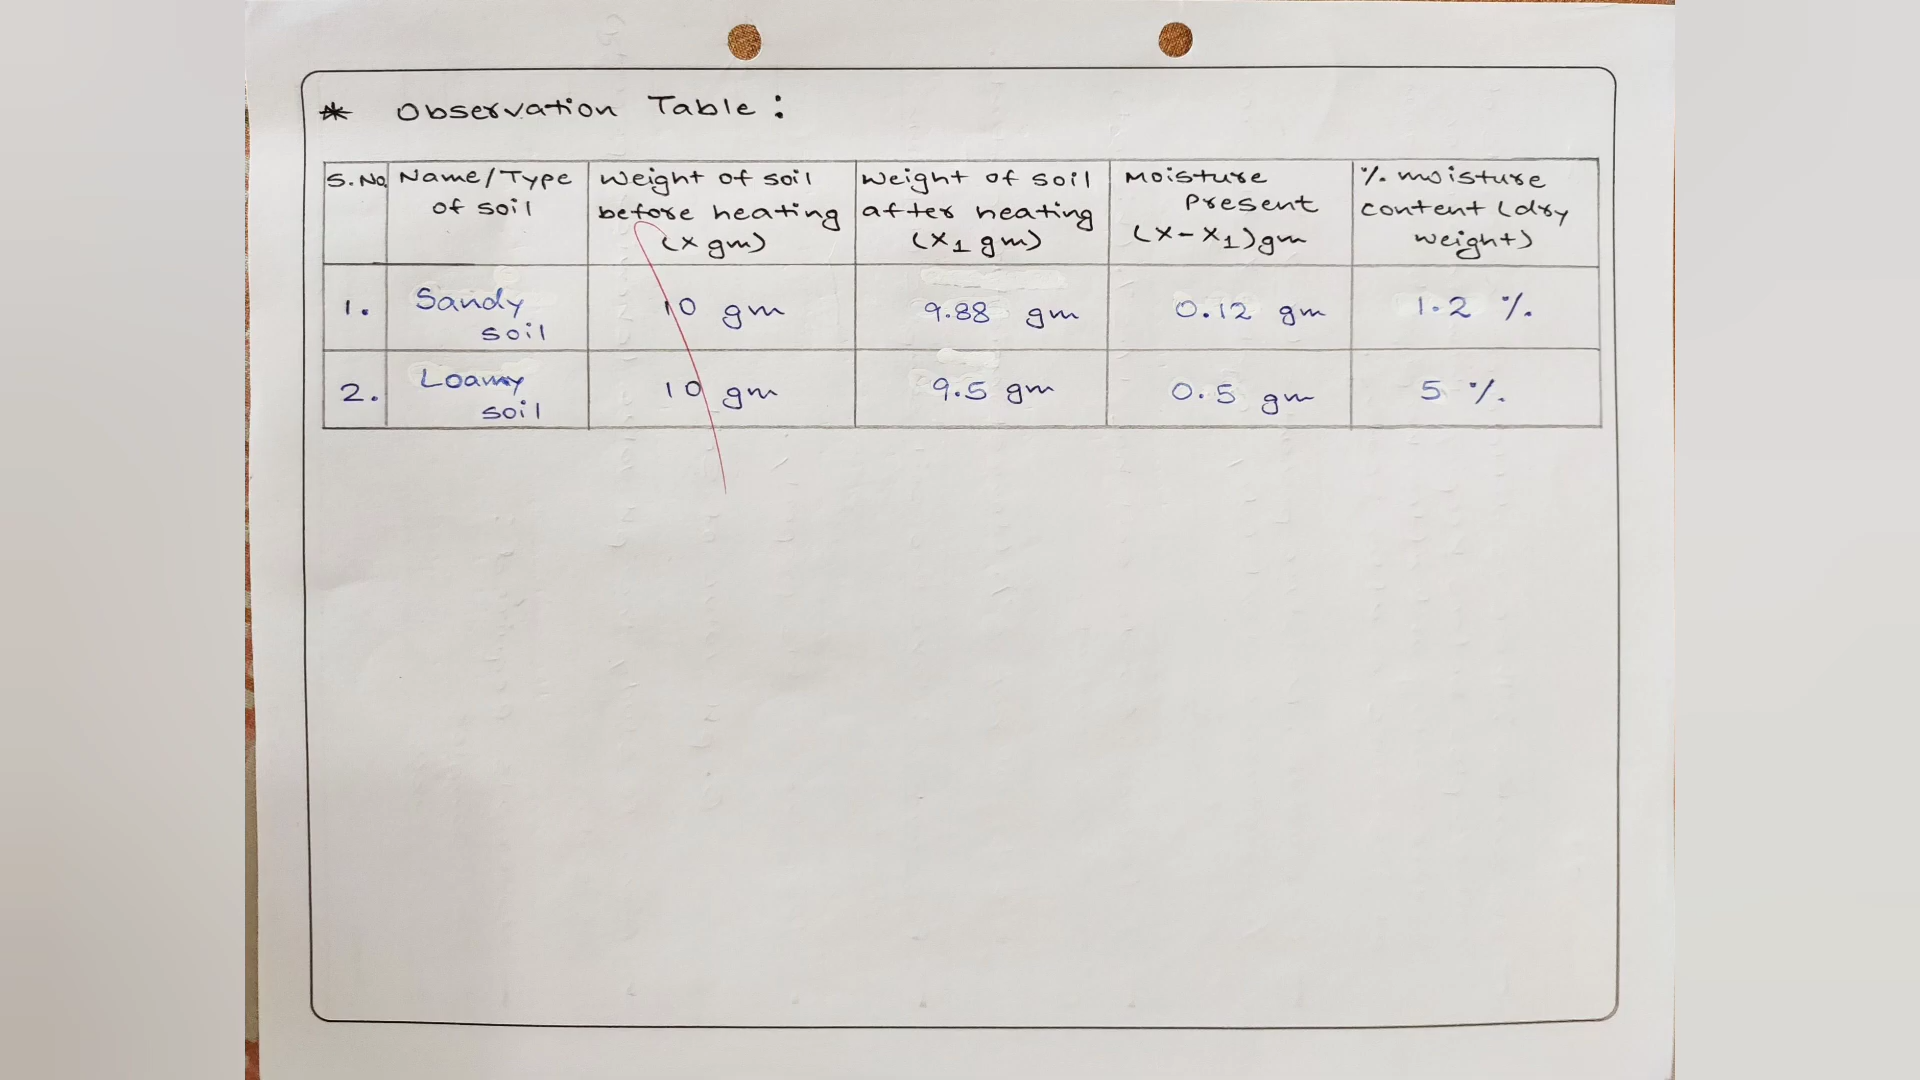 * Observation Table :
S. No. Name/Type of soil
Weight of soil before heating (x gm)
Weight of soil after heating (x₁ gm)
Moisture Present (x-x₁)gm
% moisture content (dry weight)
1. Sandy soil 10 gm 9.88 gm 0.12 gm 1.2 %
2. Loamy soil 10 gm 9.5 gm 0.5 gm 5 %